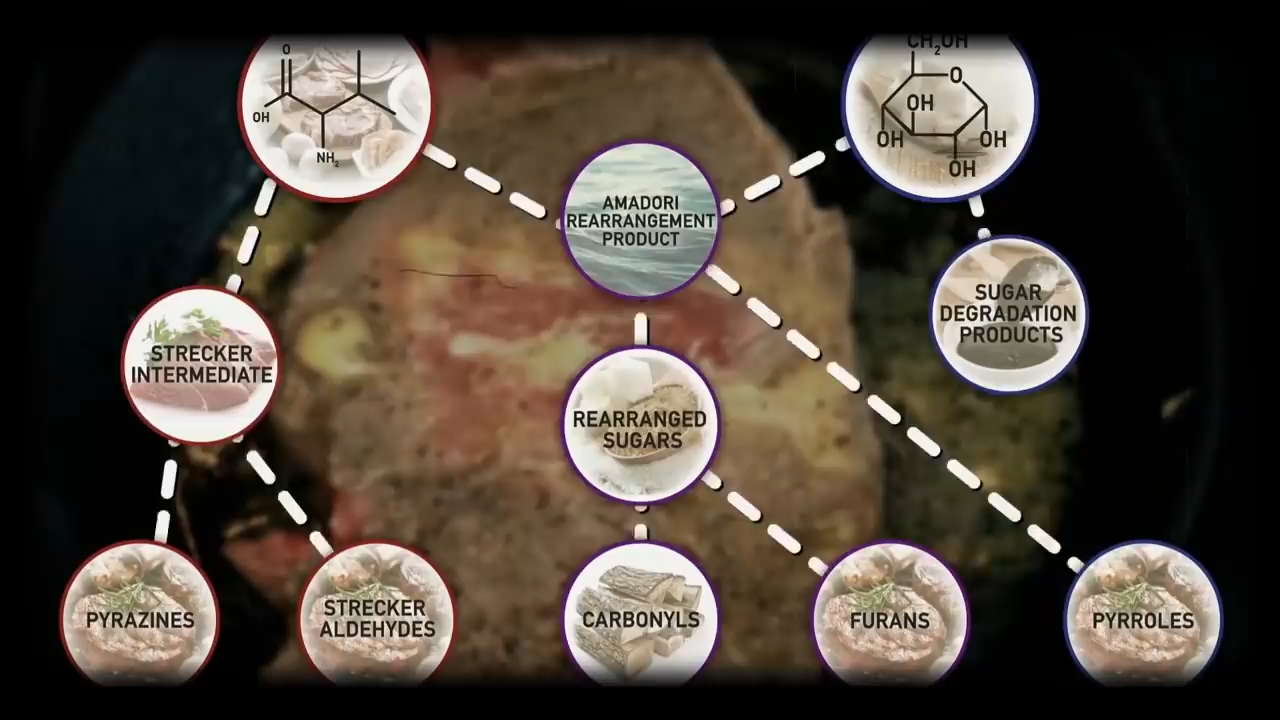 O
OH
NH2
CH2OH
O
OH
OH
OH
OH
AMADORI
REARRANGEMENT
PRODUCT
SUGAR
DEGRADATION
PRODUCTS
STRECKER
INTERMEDIATE
REARRANGED
SUGARS
PYRAZINES
STRECKER
ALDEHYDES
CARBONYLS
FURANS
PYRROLES